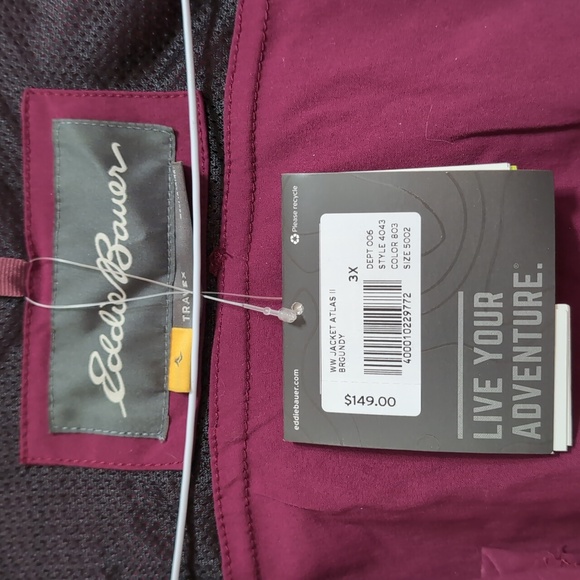 Eddie Bauer
TRAVEX
Please recycle
eddiebauer.com
WW JACKET ATLAS II
BRGUNDY
3X
DEPT 006
STYLE 4043
COLOR B03
SIZE 5002
400010229772
$149.00
LIVE YOUR
ADVENTURE.